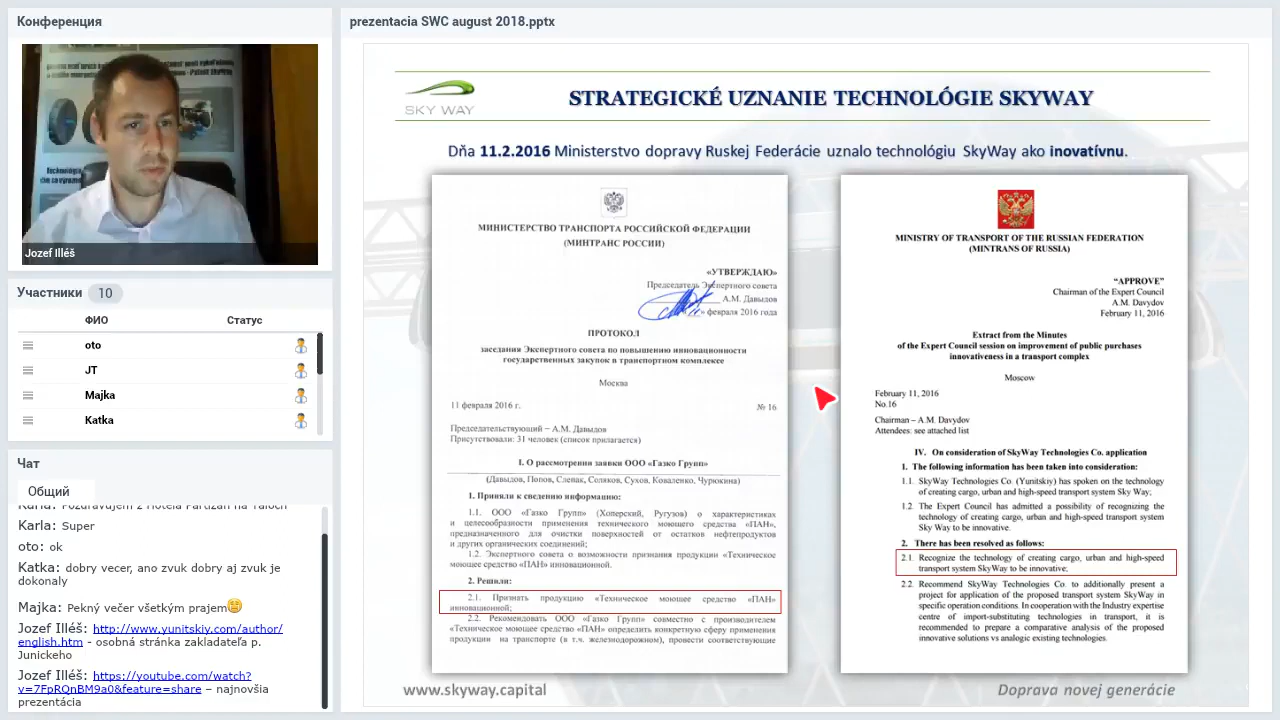 Конференция
Jozef Illéš
Участники 10
ФИО Статус
oto
JT
Majka
Katka
Чат
Общий
Karla: Super
oto: ok
Katka: dobry vecer, ano zvuk dobry aj zvuk je
dokonaly
Majka: Pekný večer všetkým prajem
Jozef Illéš: http://www.yunitskiy.com/author/
english.htm - osobná stránka zakladateľa p.
Junickeho
Jozef Illéš: https://youtube.com/watch?
v=7FpRQnBM9a0&feature=share – najnovšia
prezentácia
prezentacia SWC august 2018.pptx
SKY WAY
STRATEGICKÉ UZNANIE TECHNOLÓGIE SKYWAY
Dňa 11.2.2016 Ministerstvo dopravy Ruskej Federácie uznalo technológiu SkyWay ako inovatívnu.
МИНИСТЕРСТВО ТРАНСПОРТА РОССИЙСКОЙ ФЕДЕРАЦИИ
(МИНТРАНС РОССИИ)
«УТВЕРЖДАЮ»
Председатель Экспертного совета
А.М. Давыдов
» февраля 2016 года
ПРОТОКОЛ
заседания Экспертного совета по повышению инновационности
государственных закупок в транспортном комплексе
Москва
11 февраля 2016 г. № 16
Председательствующий – А.М. Давыдов
Присутствовали: 31 человек (список прилагается)
1. О рассмотрении заявки ООО «Газко Групп»
(Давыдов, Попов, Слепак, Соляков, Сухов, Коваленко, Чурюкина)
1. Приняли к сведению информацию:
1.1. ООО «Газко Групп» (Хоперский, Ругузов) о характеристиках
и целесообразности применения технического моющего средства «ПАН»,
предназначенного для очистки поверхностей от остатков нефтепродуктов
и других органических соединений;
1.2. Экспертного совета о возможности признания продукции «Техническое
моющее средство «ПАН» инновационной.
2. Решили:
2.1. Признать продукцию «Техническое моющее средство «ПАН»
инновационной;
2.2. Рекомендовать ООО «Газко Групп» совместно с производителем
«Техническое моющее средство «ПАН» определить конкретную сферу применения
продукции на транспорте (в т.ч. железнодорожном), провести соответствующие
MINISTRY OF TRANSPORT OF THE RUSSIAN FEDERATION
(MINTRANS OF RUSSIA)
“APPROVE”
Chairman of the Expert Council
A.M. Davydov
February 11, 2016
Extract from the Minutes
of the Expert Council session on improvement of public purchases
innovativeness in a transport complex
Moscow
February 11, 2016
No.16
Chairman – A.M. Davydov
Attendees: see attached list
IV. On consideration of SkyWay Technologies Co. application
1. The following information has been taken into consideration:
1.1. SkyWay Technologies Co. (Yunitskiy) has spoken on the technology
of creating cargo, urban and high-speed transport system Sky Way;
1.2. The Expert Council has admitted a possibility of recognizing the
technology of creating cargo, urban and high-speed transport system
Sky Way to be innovative.
2. There has been resolved as follows:
2.1. Recognize the technology of creating cargo, urban and high-speed
transport system SkyWay to be innovative;
2.2. Recommend SkyWay Technologies Co. to additionally present a
project for application of the proposed transport system SkyWay in
specific operation conditions. In cooperation with the Industry expertise
centre of import-substituting technologies in transport, it is
recommended to prepare a comparative analysis of the proposed
innovative solutions vs analogic existing technologies.
www.skyway.capital
Doprava novej generácie